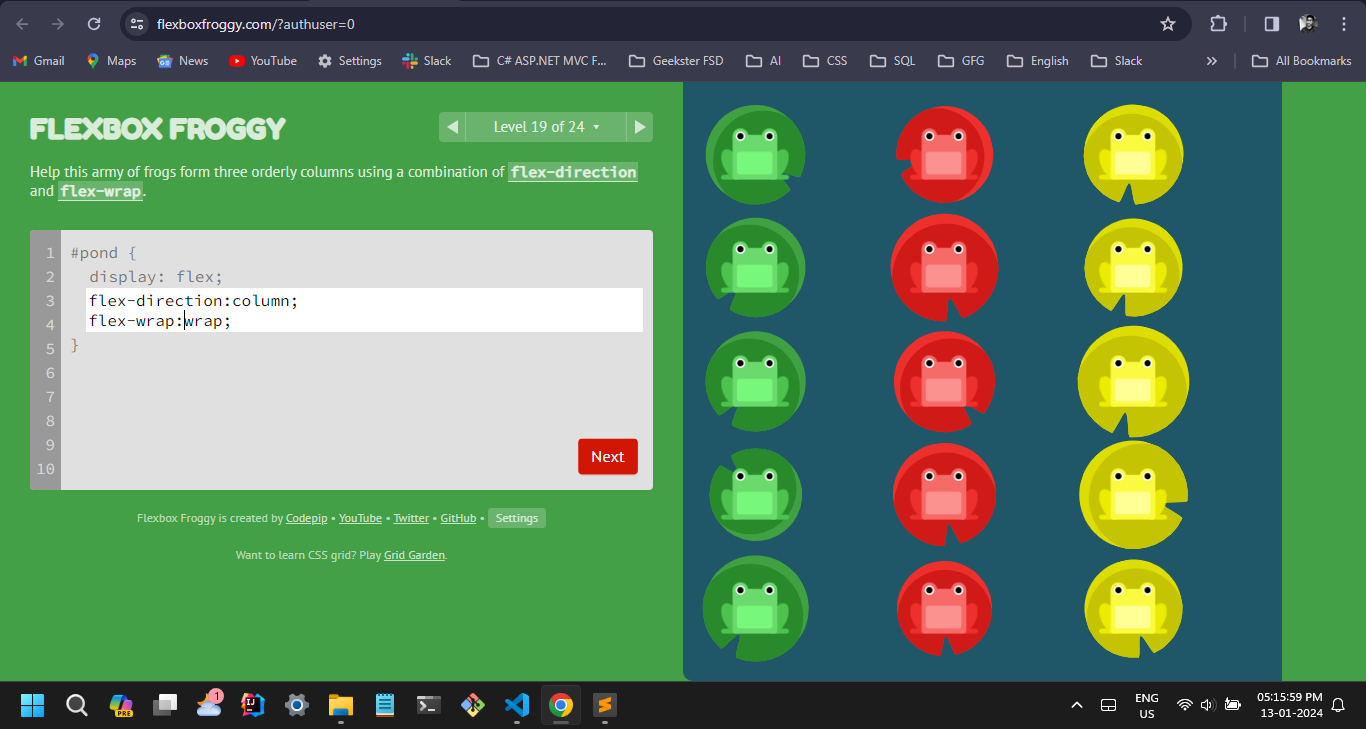 flexboxfroggy.com/?authuser=0
Gmail Maps News YouTube Settings Slack C# ASP.NET MVC F... Geekster FSD AI CSS SQL GFG English Slack » All Bookmarks
FLEXBOX FROGGY
Level 19 of 24
Help this army of frogs form three orderly columns using a combination of flex-direction
and flex-wrap.
1 #pond {
2 display: flex;
3 flex-direction:column;
4 flex-wrap:wrap;
5 }
6
7
8
9
10
Next
Flexbox Froggy is created by Codepip • YouTube • Twitter • GitHub • Settings
Want to learn CSS grid? Play Grid Garden.
PRE
1
IJ
ENG
US
05:15:59 PM
13-01-2024